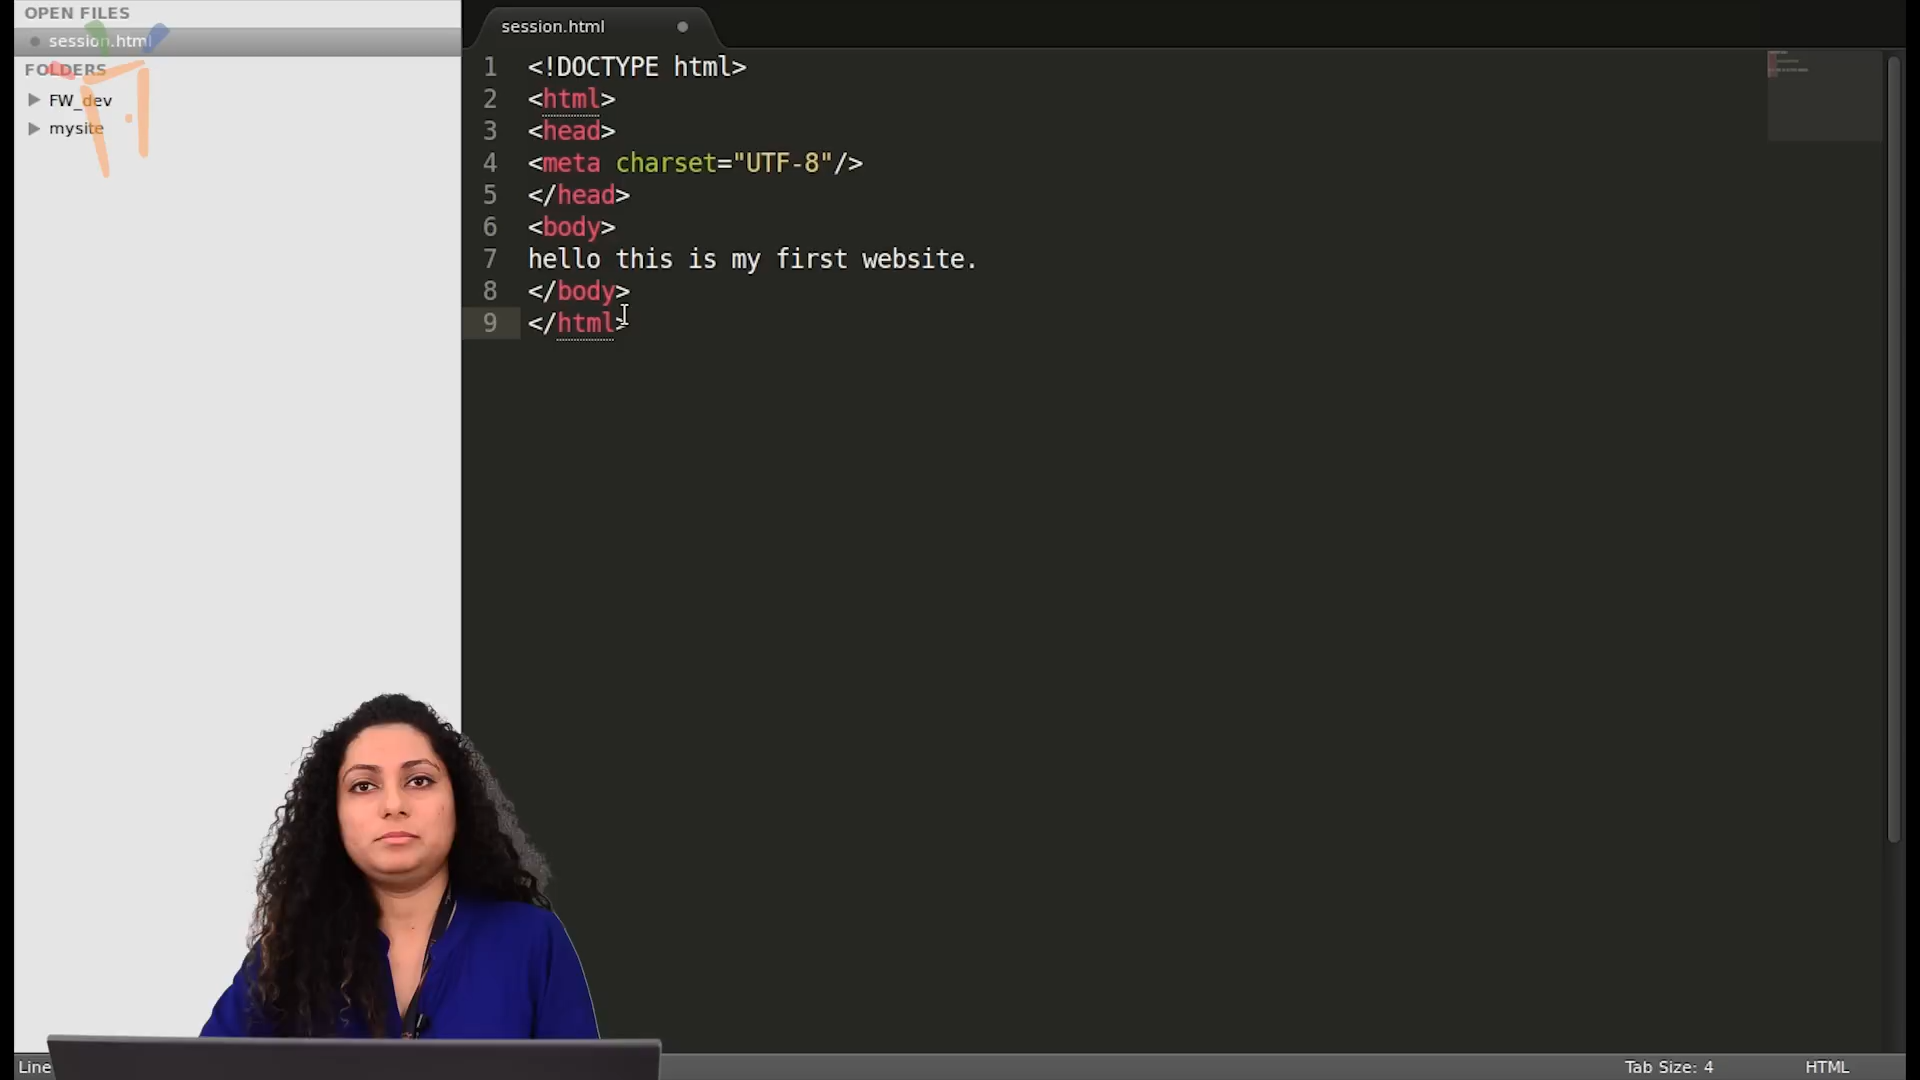 OPEN FILES
session.html
FOLDERS
FW_dev
mysite
session.html
1 <!DOCTYPE html>
2 <html>
3 <head>
4 <meta charset="UTF-8"/>
5 </head>
6 <body>
7 hello this is my first website.
8 </body>
9 </html>
Line
Tab Size: 4
HTML